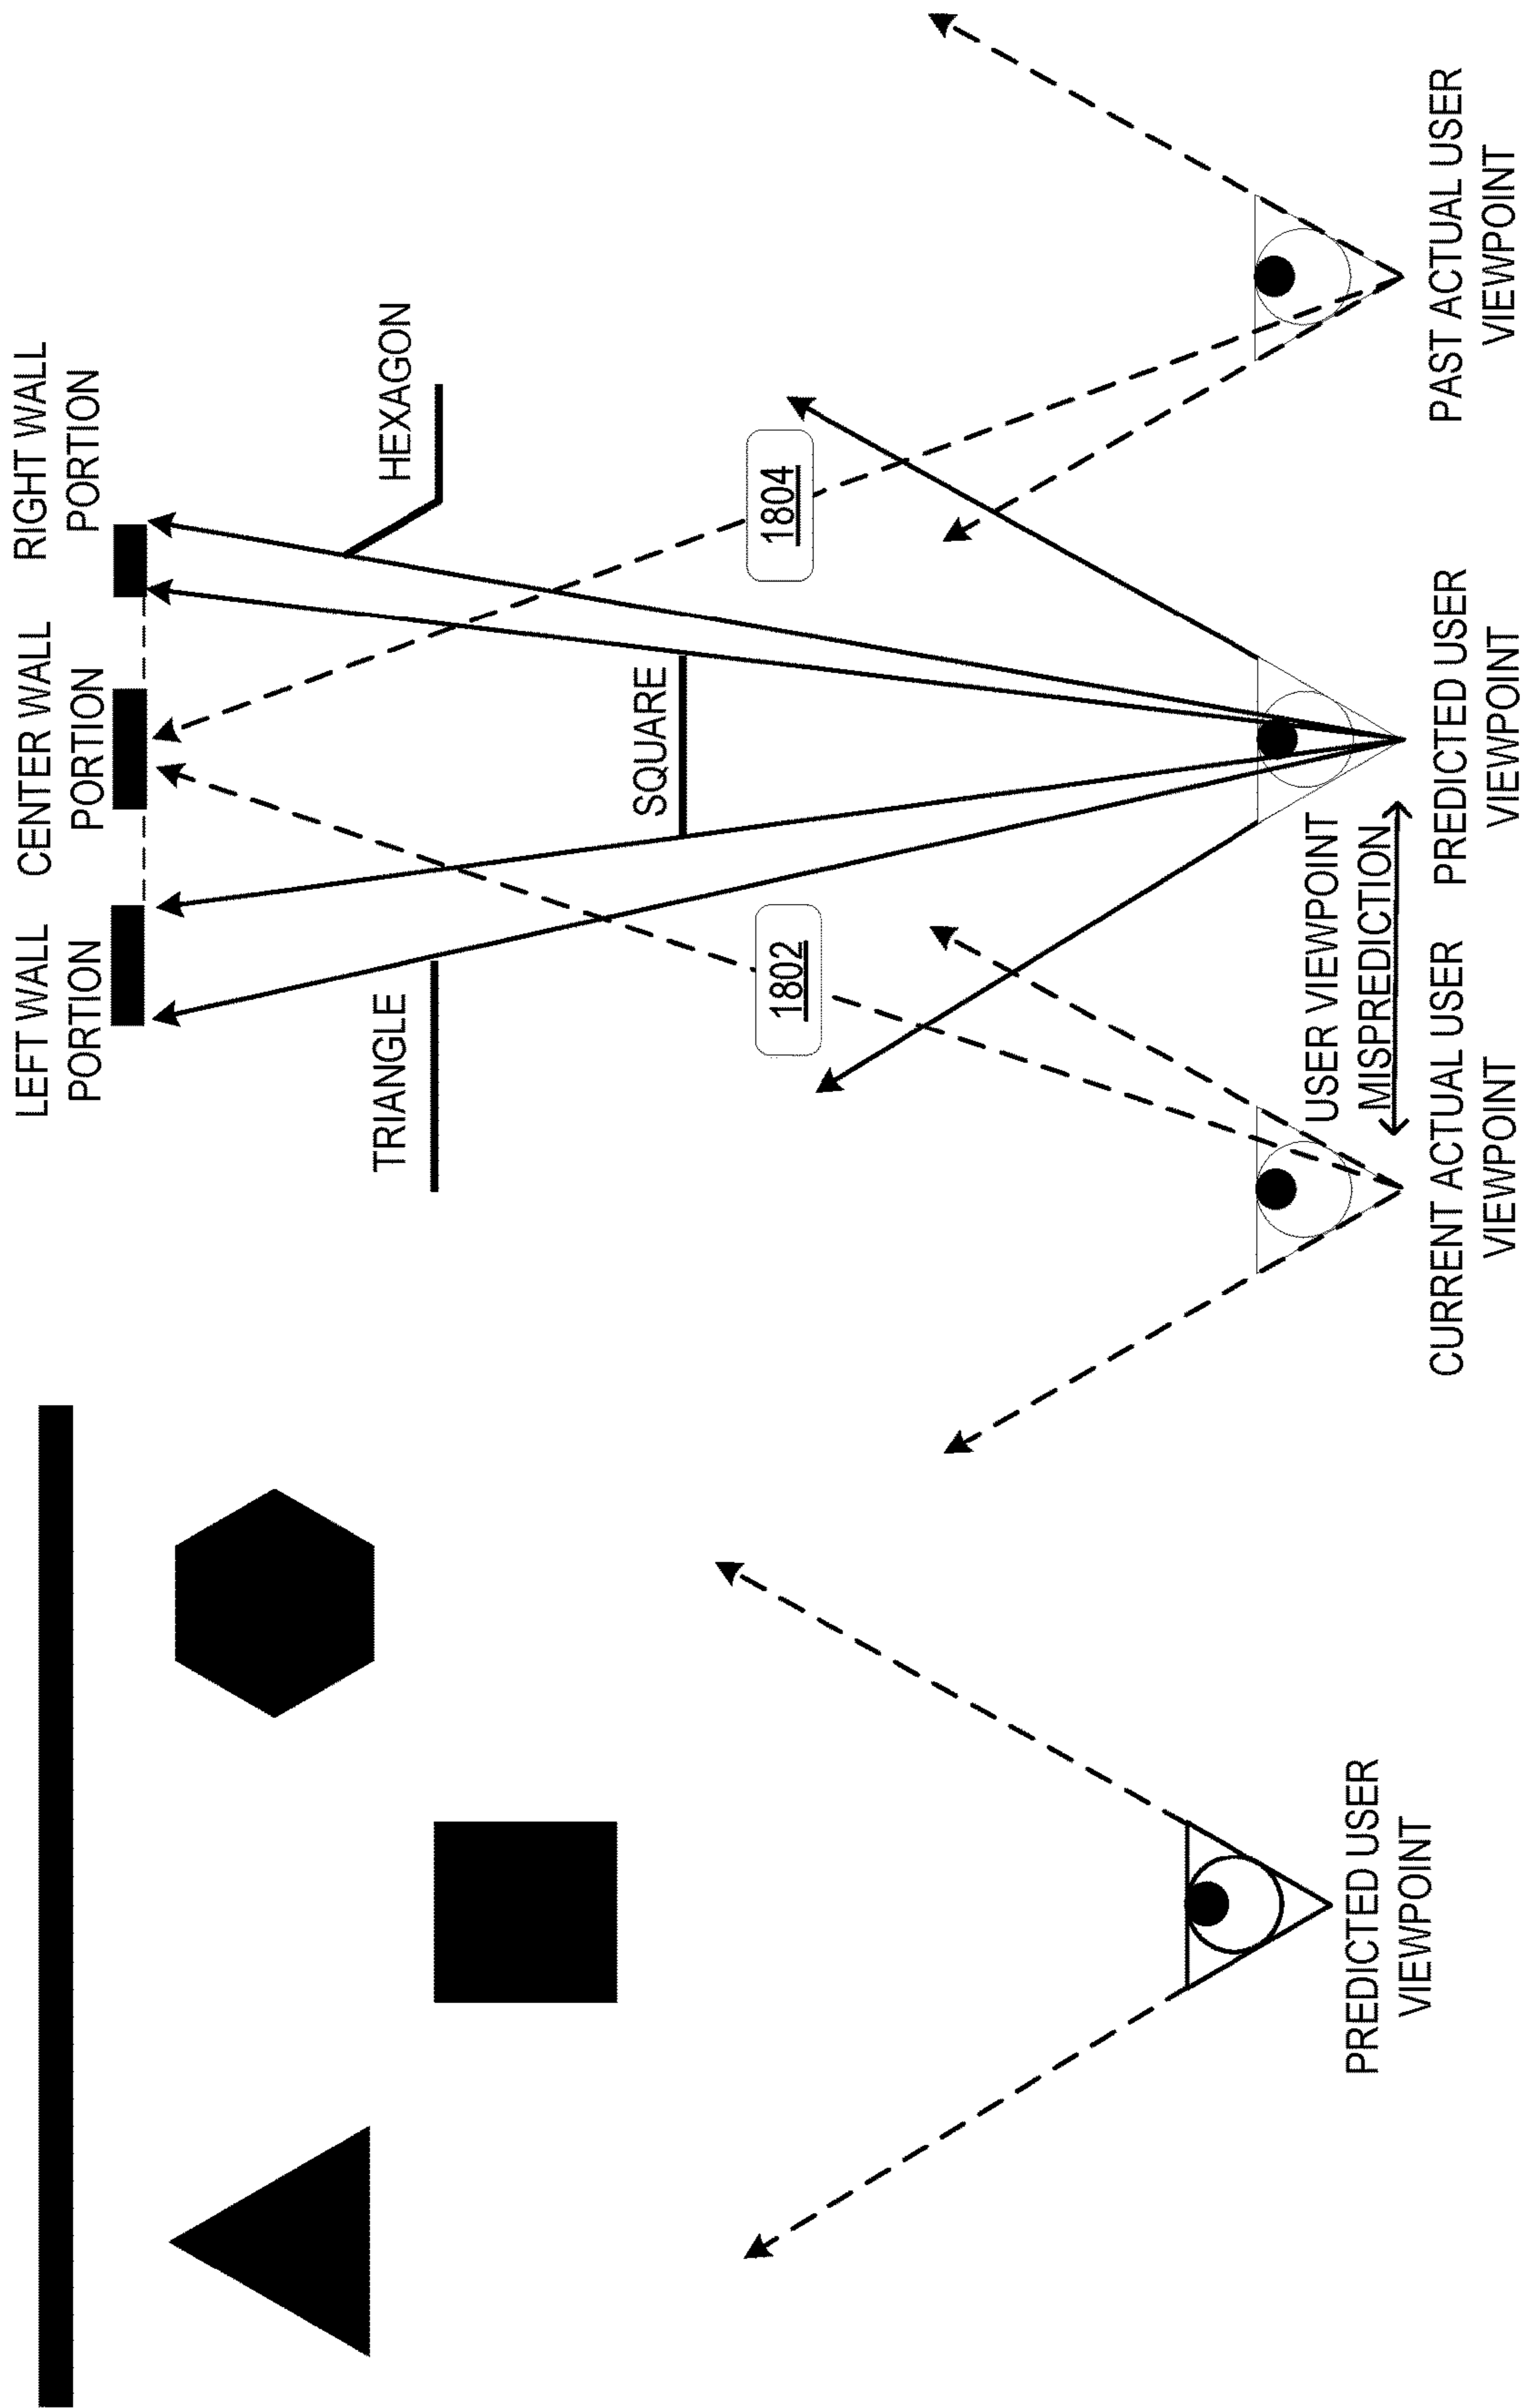 PREDICTED USER
VIEWPOINT
LEFT WALL
PORTION
CENTER WALL
PORTION
RIGHT WALL
PORTION
TRIANGLE
HEXAGON
SQUARE
1802
1804
USER VIEWPOINT
MISPREDICTION
CURRENT ACTUAL USER
VIEWPOINT
PREDICTED USER
VIEWPOINT
PAST ACTUAL USER
VIEWPOINT